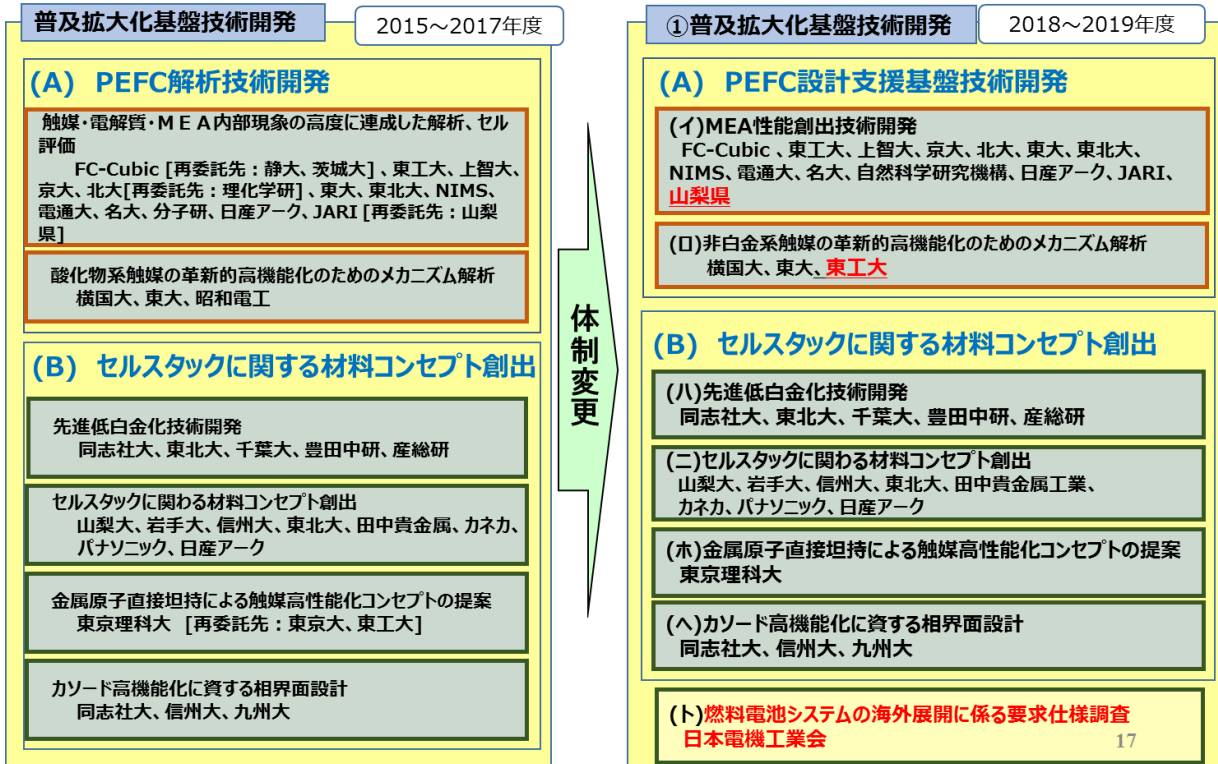 普及拡大化基盤技術開発
2015～2017年度
(A) PEFC解析技術開発
触媒・電解質・ＭＥＡ内部現象の高度に連成した解析、セル
評価
FC-Cubic [再委託先：静大、茨城大]、東工大、上智大、
京大、北大[再委託先：理化学研]、東大、東北大、NIMS、
電通大、名大、分子研、日産アーク、JARI [再委託先：山梨
県]
酸化物系触媒の革新的高機能化のためのメカニズム解析
横国大、東大、昭和電工
(B) セルスタックに関する材料コンセプト創出
先進低白金化技術開発
同志社大、東北大、千葉大、豊田中研、産総研
セルスタックに関わる材料コンセプト創出
山梨大、岩手大、信州大、東北大、田中貴金属、カネカ、
パナソニック、日産アーク
金属原子直接坦持による触媒高性能化コンセプトの提案
東京理科大 [再委託先：東京大、東工大]
カソード高機能化に資する相界面設計
同志社大、信州大、九州大
体制変更
①普及拡大化基盤技術開発
2018～2019年度
(A) PEFC設計支援基盤技術開発
(イ)MEA性能創出技術開発
FC-Cubic 、東工大、上智大、京大、北大、東大、東北大、
NIMS、電通大、名大、自然科学研究機構、日産アーク、JARI、
山梨県
(ロ)非白金系触媒の革新的高機能化のためのメカニズム解析
横国大、東大、東工大
(B) セルスタックに関する材料コンセプト創出
(ハ)先進低白金化技術開発
同志社大、東北大、千葉大、豊田中研、産総研
(ニ)セルスタックに関わる材料コンセプト創出
山梨大、岩手大、信州大、東北大、田中貴金属工業、
カネカ、パナソニック、日産アーク
(ホ)金属原子直接坦持による触媒高性能化コンセプトの提案
東京理科大
(ヘ)カソード高機能化に資する相界面設計
同志社大、信州大、九州大
(ト)燃料電池システムの海外展開に係る要求仕様調査
日本電機工業会
17